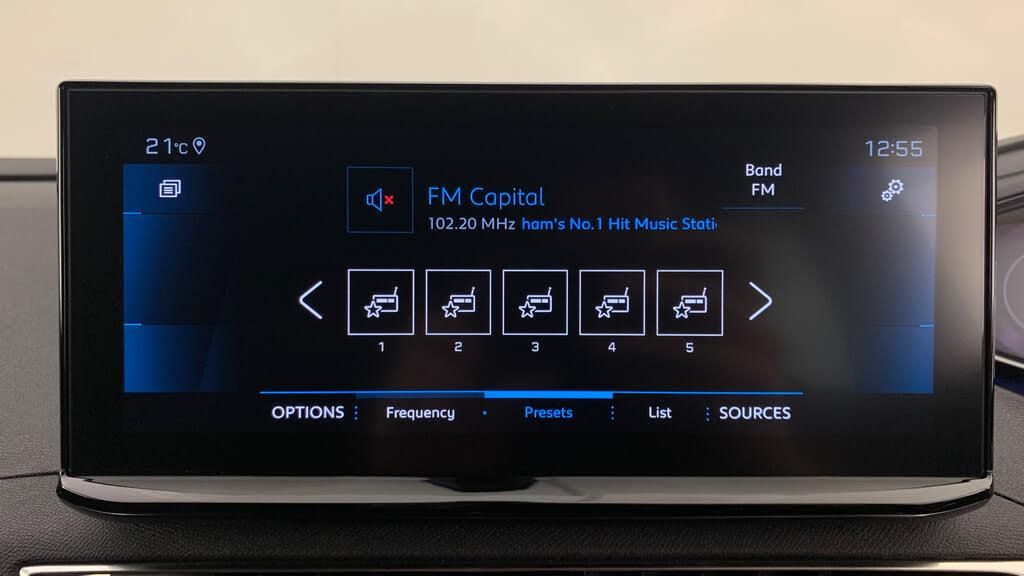 21°C
12:55
Band
FM
FM Capital
102.20 MHz ham's No.1 Hit Music Stati
1 2 3 4 5
OPTIONS Frequency Presets List SOURCES